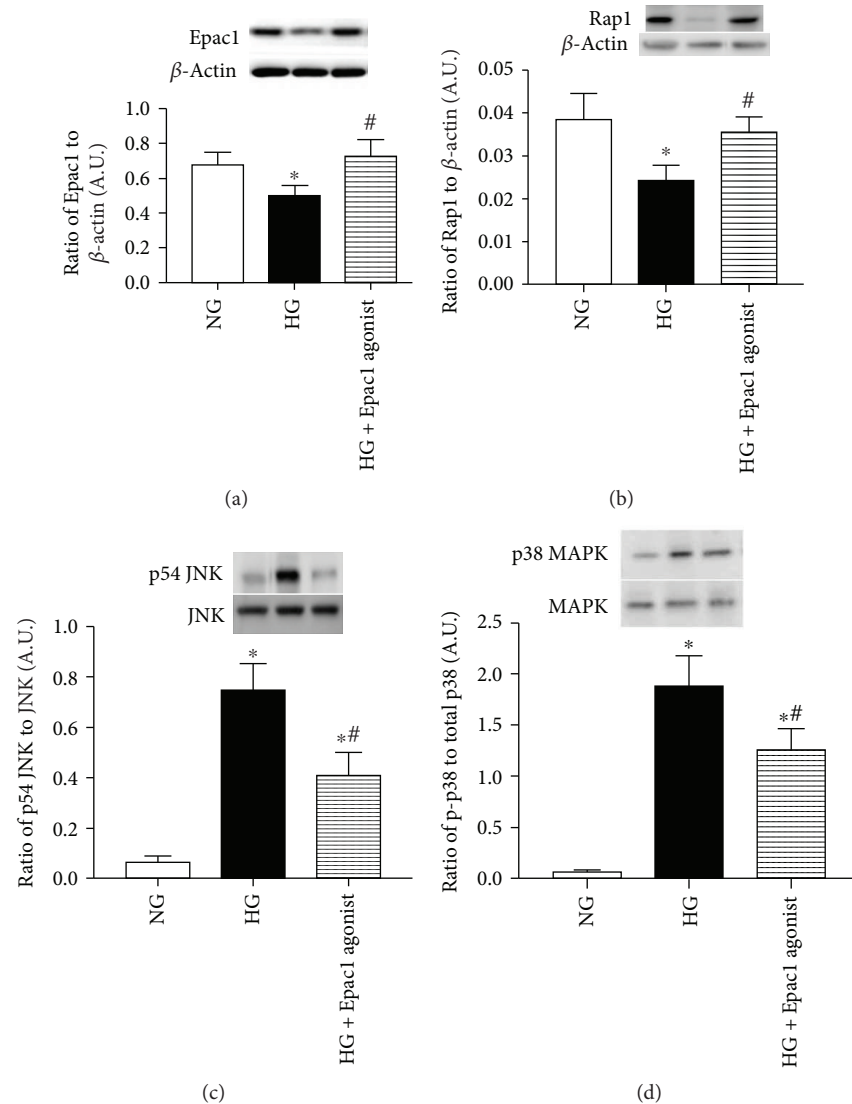 Epac1
β-Actin
Ratio of Epac1 to
β-actin (A.U.)
1.0
0.8
0.6
0.4
0.2
0.0
*
#
NG
HG
HG + Epac1 agonist
(a)
Rap1
β-Actin
Ratio of Rap1 to β-actin (A.U.)
0.05
0.04
0.03
0.02
0.01
0.00
*
#
NG
HG
HG + Epac1 agonist
(b)
p54 JNK
JNK
Ratio of p54 JNK to JNK (A.U.)
1.0
0.8
0.6
0.4
0.2
0.0
*
*#
NG
HG
HG + Epac1 agonist
(c)
p38 MAPK
MAPK
Ratio of p-p38 to total p38 (A.U.)
2.5
2.0
1.5
1.0
0.5
0.0
*
*#
NG
HG
HG + Epac1 agonist
(d)